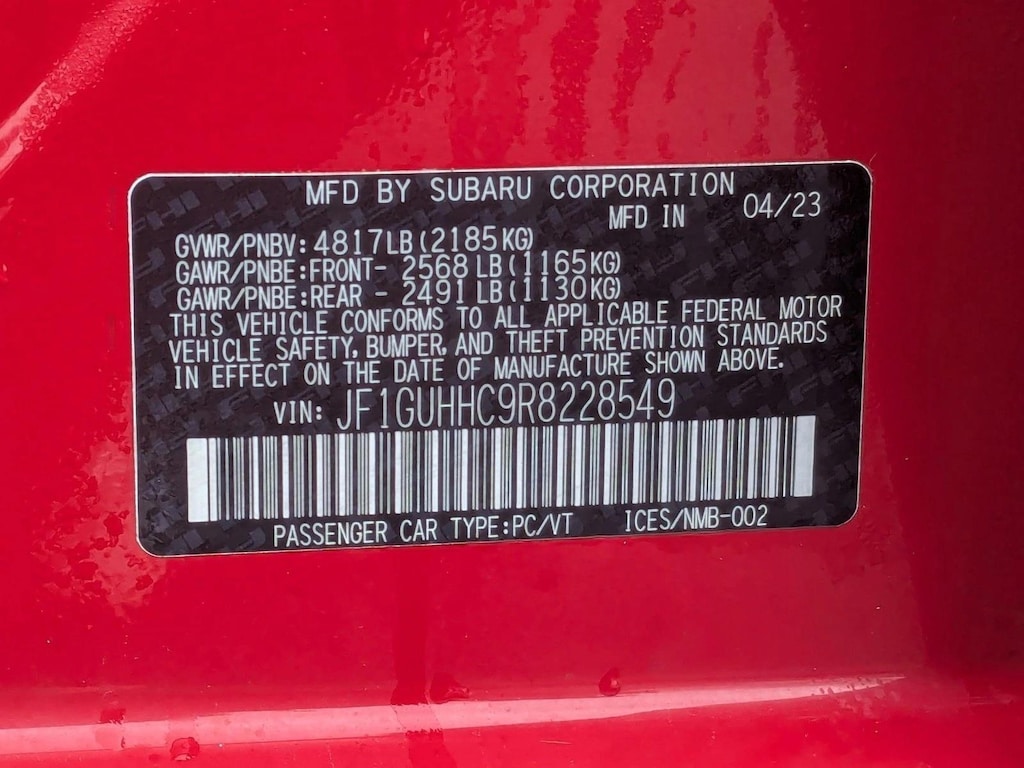 MFD BY SUBARU CORPORATION
MFD IN 04/23
GVWR/PNBV: 4817LB(2185KG)
GAWR/PNBE:FRONT- 2568 LB(1165KG)
GAWR/PNBE:REAR - 2491 LB(1130KG)
THIS VEHICLE CONFORMS TO ALL APPLICABLE FEDERAL MOTOR
VEHICLE SAFETY, BUMPER, AND THEFT PREVENTION STANDARDS
IN EFFECT ON THE DATE OF MANUFACTURE SHOWN ABOVE.
VIN: JF1GUHHC9R8228549
PASSENGER CAR TYPE:PC/VT ICES/NMB-002